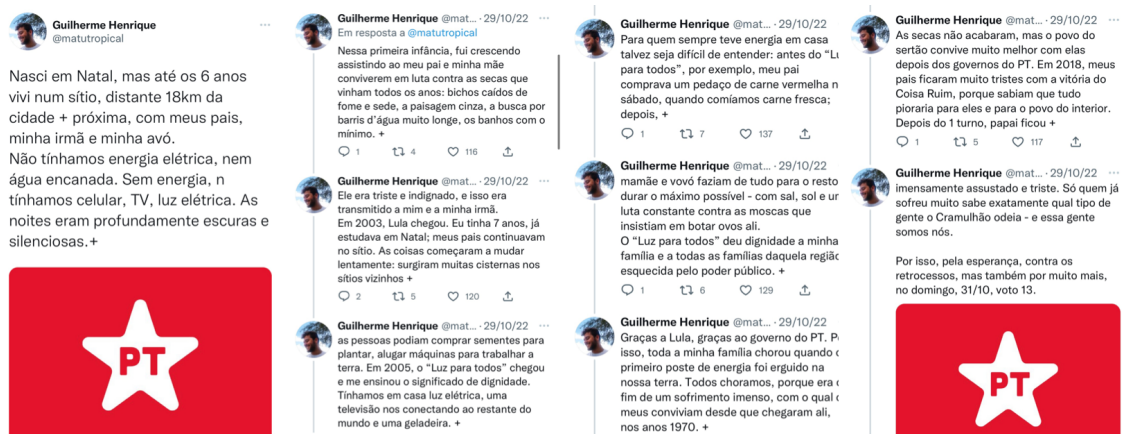 Guilherme Henrique
@matutropical
Nasci em Natal, mas até os 6 anos
vivi num sítio, distante 18km da
cidade + próxima, com meus pais,
minha irmã e minha avó.
Não tínhamos energia elétrica, nem
água encanada. Sem energia, n
tínhamos celular, TV, luz elétrica. As
noites eram profundamente escuras e
silenciosas.+
PT
Guilherme Henrique @mat... · 29/10/22
Em resposta a @matutropical
Nessa primeira infância, fui crescendo
assistindo ao meu pai e minha mãe
conviverem em luta contra as secas que
vinham todos os anos: bichos caídos de
fome e sede, a paisagem cinza, a busca por
barris d'água muito longe, os banhos com o
mínimo. +
1 4 116
Guilherme Henrique @mat... · 29/10/22
Ele era triste e indignado, e isso era
transmitido a mim e a minha irmã.
Em 2003, Lula chegou. Eu tinha 7 anos, já
estudava em Natal; meus pais continuavam
no sítio. As coisas começaram a mudar
lentamente: surgiram muitas cisternas nos
sítios vizinhos +
2 5 120
Guilherme Henrique @mat... · 29/10/22
as pessoas podiam comprar sementes para
plantar, alugar máquinas para trabalhar a
terra. Em 2005, o “Luz para todos” chegou
e me ensinou o significado de dignidade.
Tínhamos em casa luz elétrica, uma
televisão nos conectando ao restante do
mundo e uma geladeira. +
Guilherme Henrique @mat... · 29/10/22
Para quem sempre teve energia em casa
talvez seja difícil de entender: antes do “Lu
para todos”, por exemplo, meu pai
comprava um pedaço de carne vermelha n
sábado, quando comíamos carne fresca;
depois, +
1 7 137
Guilherme Henrique @mat... · 29/10/22
mamãe e vovó faziam de tudo para o resto
durar o máximo possível - com sal, sol e um
luta constante contra as moscas que
insistiam em botar ovos ali.
O “Luz para todos” deu dignidade a minha
família e a todas as famílias daquela região
esquecida pelo poder público. +
1 6 129
Guilherme Henrique @mat... · 29/10/22
Graças a Lula, graças ao governo do PT. P
isso, toda a minha família chorou quando o
primeiro poste de energia foi erguido na
nossa terra. Todos choramos, porque era o
fim de um sofrimento imenso, com o qual o
meus conviviam desde que chegaram ali,
nos anos 1970. +
Guilherme Henrique @mat... · 29/10/22
As secas não acabaram, mas o povo do
sertão convive muito melhor com elas
depois dos governos do PT. Em 2018, meus
pais ficaram muito tristes com a vitória do
Coisa Ruim, porque sabiam que tudo
pioraria para eles e para o povo do interior.
Depois do 1 turno, papai ficou +
1 5 117
Guilherme Henrique @mat... · 29/10/22
imensamente assustado e triste. Só quem já
sofreu muito sabe exatamente qual tipo de
gente o Cramulhão odeia - e essa gente
somos nós.
Por isso, pela esperança, contra os
retrocessos, mas também por muito mais,
no domingo, 31/10, voto 13.
PT